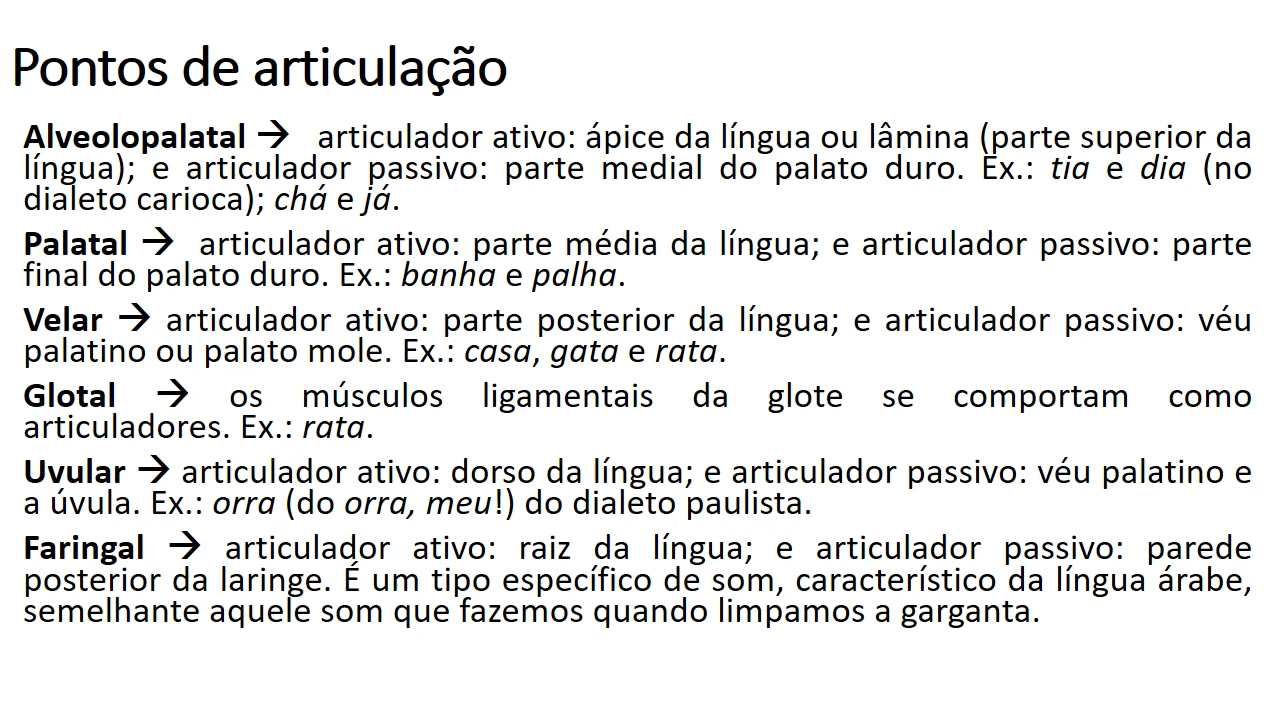 Pontos de articulação
Alveolopalatal → articulador ativo: ápice da língua ou lâmina (parte superior da
língua); e articulador passivo: parte medial do palato duro. Ex.: tia e dia (no
dialeto carioca); chá e já.
Palatal → articulador ativo: parte média da língua; e articulador passivo: parte
final do palato duro. Ex.: banha e palha.
Velar → articulador ativo: parte posterior da língua; e articulador passivo: véu
palatino ou palato mole. Ex.: casa, gata e rata.
Glotal → os músculos ligamentais da glote se comportam como
articuladores. Ex.: rata.
Uvular → articulador ativo: dorso da língua; e articulador passivo: véu palatino e
a úvula. Ex.: orra (do orra, meu!) do dialeto paulista.
Faringal → articulador ativo: raiz da língua; e articulador passivo: parede
posterior da laringe. É um tipo específico de som, característico da língua árabe,
semelhante aquele som que fazemos quando limpamos a garganta.